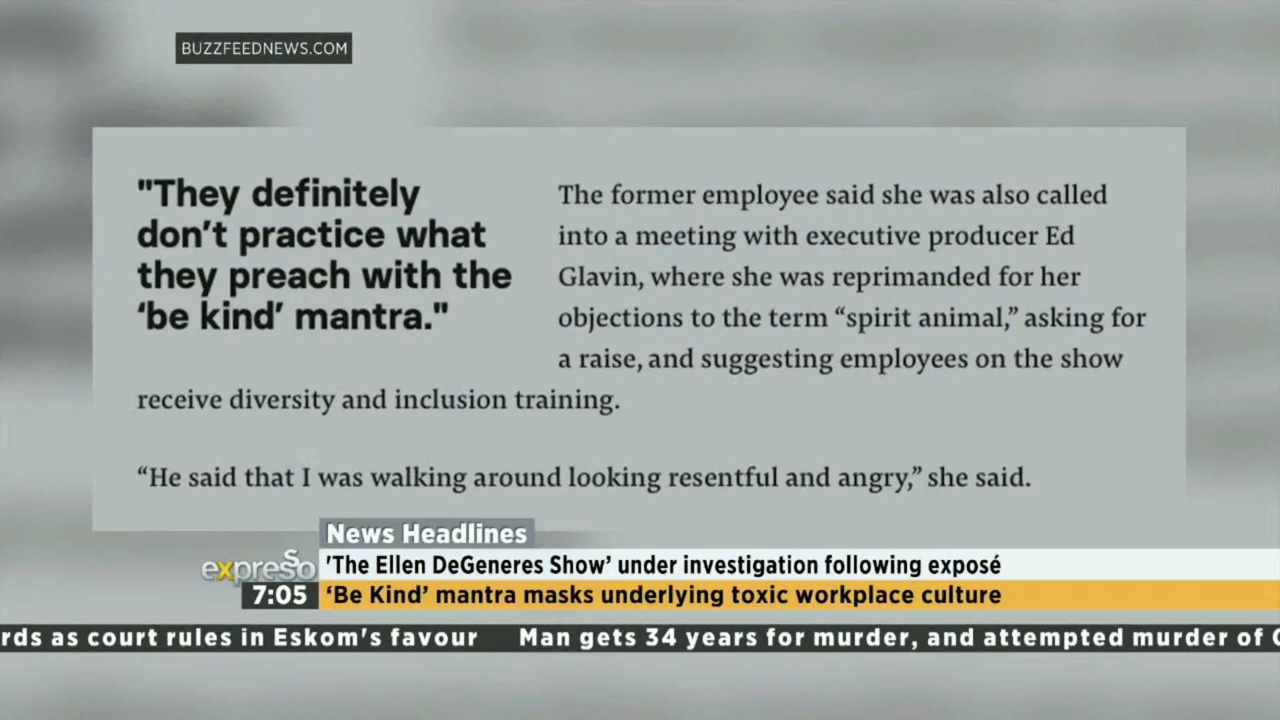 BUZZFEEDNEWS.COM
"They definitely
don’t practice what
they preach with the
‘be kind’ mantra."
The former employee said she was also called
into a meeting with executive producer Ed
Glavin, where she was reprimanded for her
objections to the term “spirit animal,” asking for
a raise, and suggesting employees on the show
receive diversity and inclusion training.
“He said that I was walking around looking resentful and angry,” she said.
News Headlines
expresso
'The Ellen DeGeneres Show’ under investigation following exposé
7:05
‘Be Kind’ mantra masks underlying toxic workplace culture
rds as court rules in Eskom's favour Man gets 34 years for murder, and attempted murder of